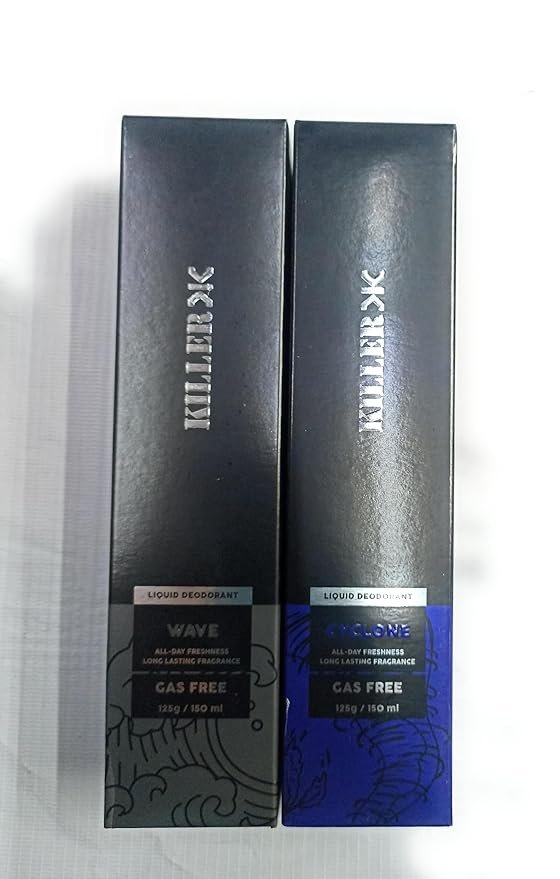 KILLER
LIQUID DEODORANT
WAVE
ALL-DAY FRESHNESS
LONG LASTING FRAGRANCE
GAS FREE
125g / 150 ml
KILLER
LIQUID DEODORANT
CYCLONE
ALL-DAY FRESHNESS
LONG LASTING FRAGRANCE
GAS FREE
125g / 150 ml